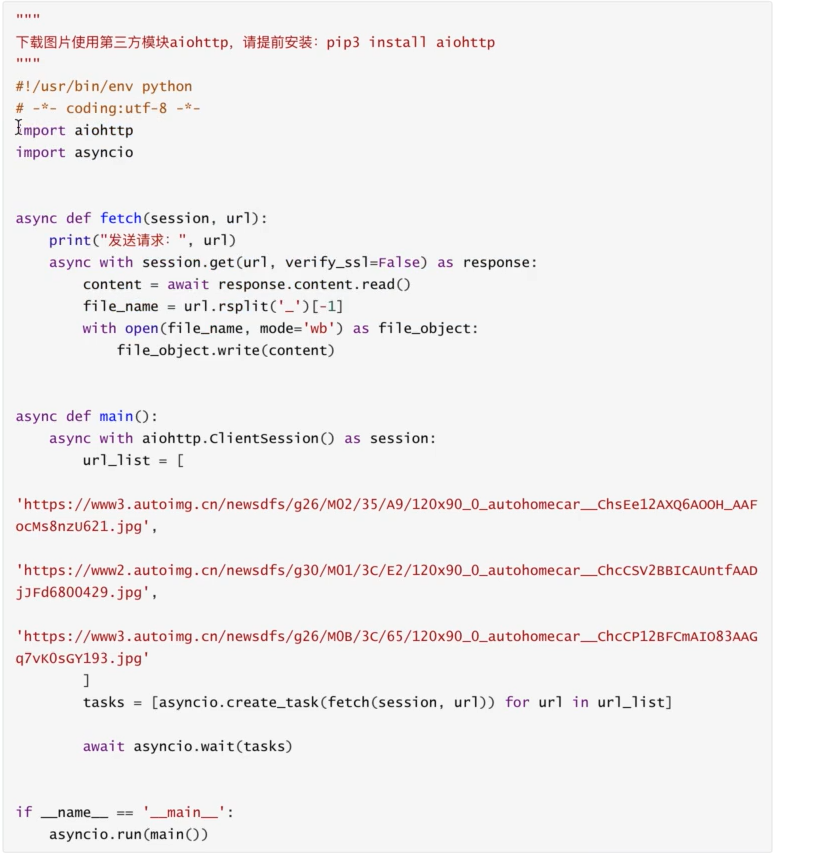 """
下载图片使用第三方模块aiohttp，请提前安装：pip3 install aiohttp
"""
#!/usr/bin/env python
# -*- coding:utf-8 -*-
import aiohttp
import asyncio
async def fetch(session, url):
    print("发送请求：", url)
    async with session.get(url, verify_ssl=False) as response:
        content = await response.content.read()
        file_name = url.rsplit('_')[-1]
        with open(file_name, mode='wb') as file_object:
            file_object.write(content)
async def main():
    async with aiohttp.ClientSession() as session:
        url_list = [
'https://www3.autoimg.cn/newsdfs/g26/M02/35/A9/120x90_0_autohomecar__ChsEe12AXQ6AOOH_AAF
ocMs8nzU621.jpg',
'https://www2.autoimg.cn/newsdfs/g30/M01/3C/E2/120x90_0_autohomecar__ChcCSV2BBICAUntfAAD
jJFd6800429.jpg',
'https://www3.autoimg.cn/newsdfs/g26/M0B/3C/65/120x90_0_autohomecar__ChcCP12BFCmAIO83AAG
q7vK0sGY193.jpg'
        ]
        tasks = [asyncio.create_task(fetch(session, url)) for url in url_list]
        await asyncio.wait(tasks)
if __name__ == '__main__':
    asyncio.run(main())